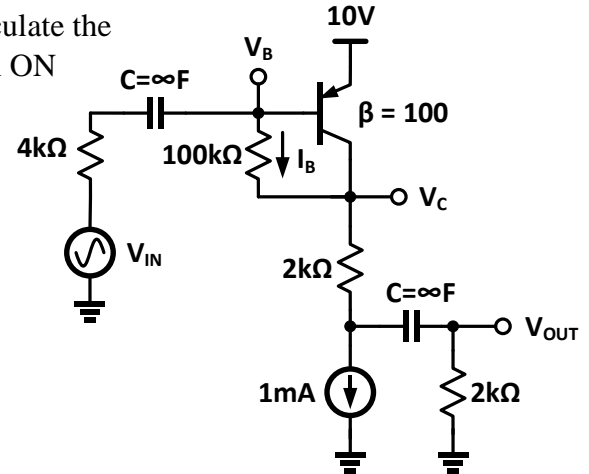 culate the
ON
10V
V_B
C=∞F
β = 100
4kΩ
100kΩ
I_B
V_C
V_IN
2kΩ
C=∞F
V_OUT
1mA
2kΩ